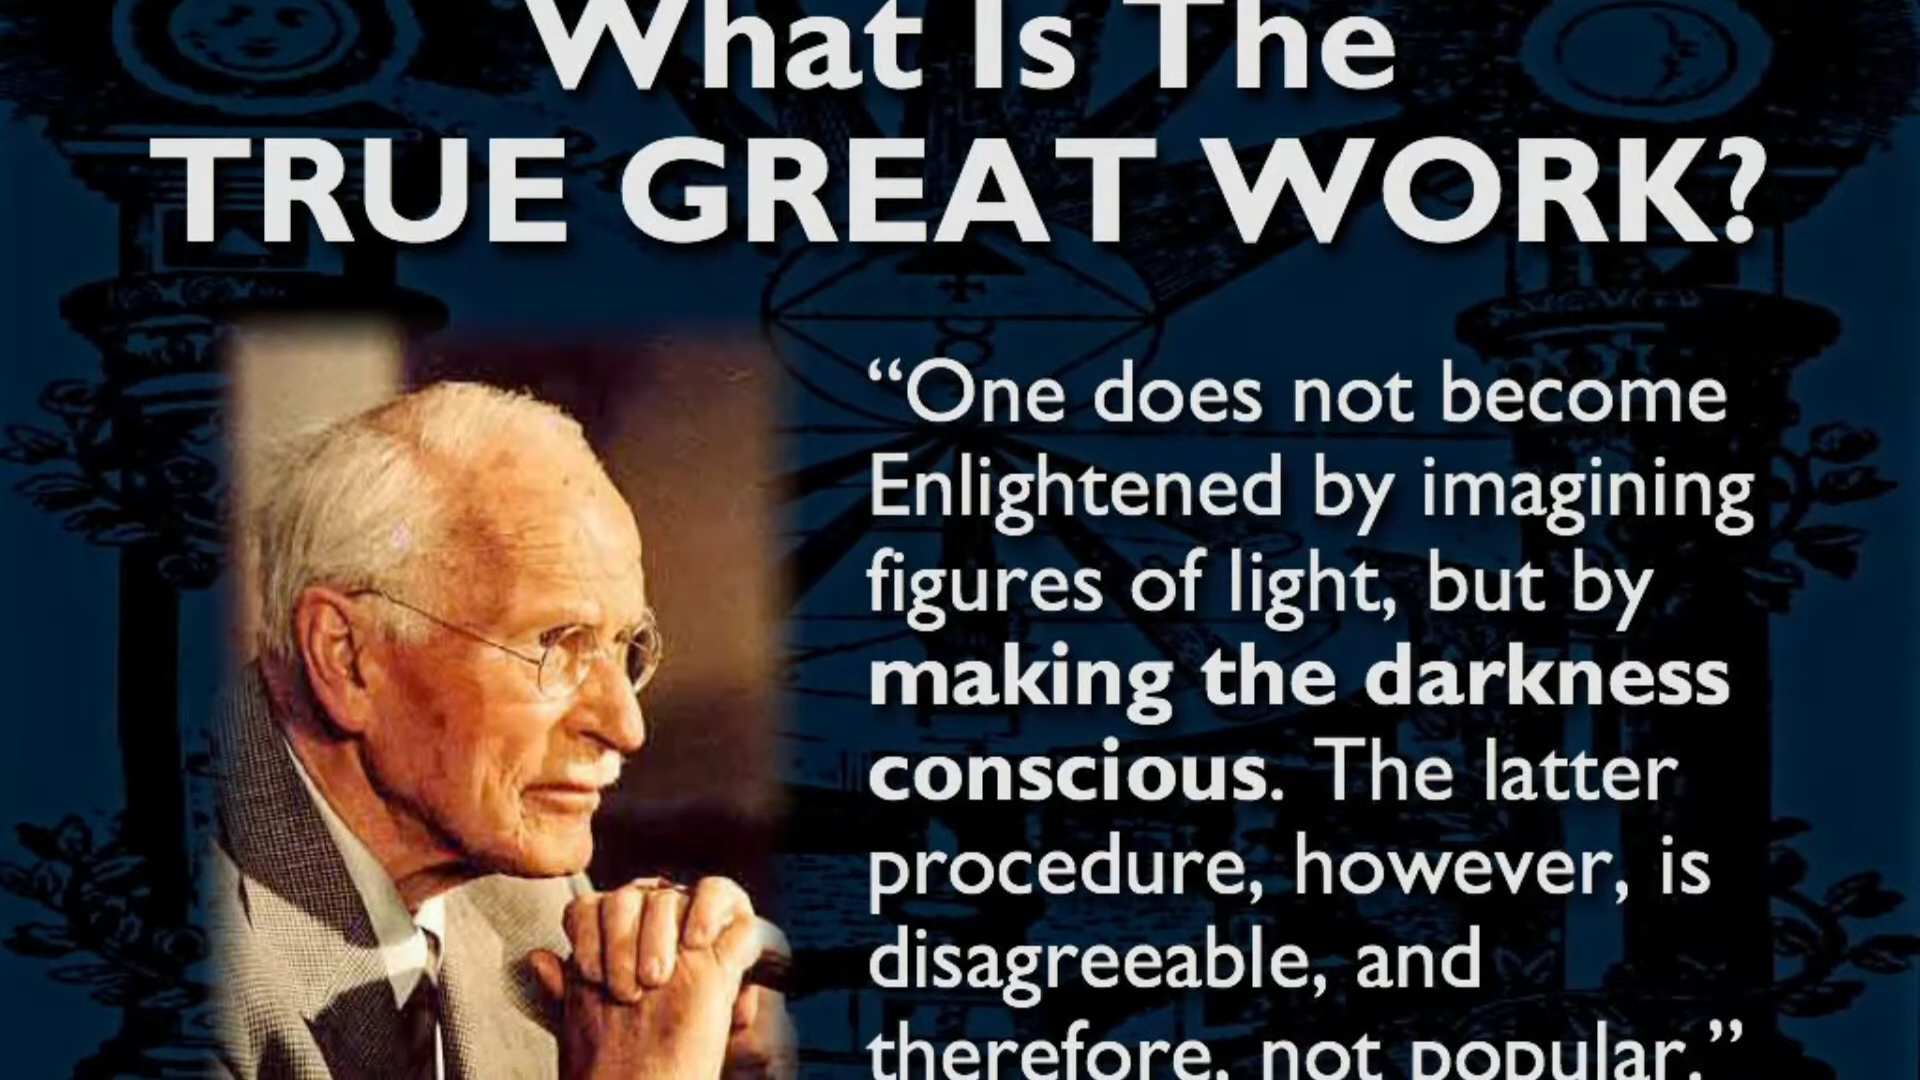 What Is The
TRUE GREAT WORK?
“One does not become
Enlightened by imagining
figures of light, but by
making the darkness
conscious. The latter
procedure, however, is
disagreeable, and
therefore, not popular.”